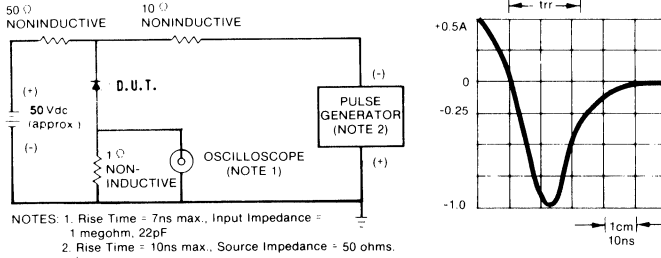 50 Ω
NONINDUCTIVE
10 Ω
NONINDUCTIVE
(+)
50 Vdc
(approx.)
(-)
D.U.T.
1 Ω
NON-
INDUCTIVE
OSCILLOSCOPE
(NOTE 1)
(-)
PULSE
GENERATOR
(NOTE 2)
(+)
NOTES: 1. Rise Time = 7ns max., Input Impedance =
1 megohm, 22pF
2. Rise Time = 10ns max., Source Impedance = 50 ohms.
trr
+0.5A
0
-0.25
-1.0
1cm
10ns